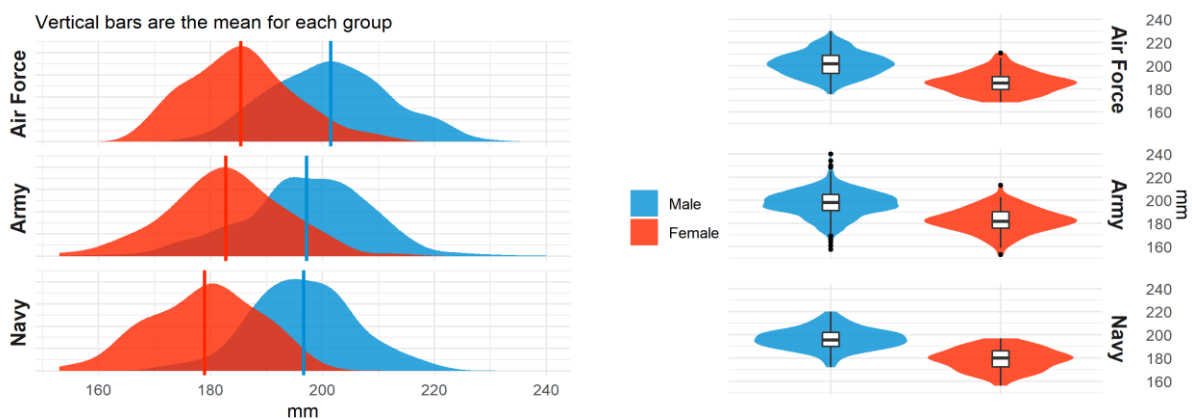 Vertical bars are the mean for each group
Air Force
Army
Navy
160 180 200 220 240
mm
Male
Female
240
220
200
180
160
Air Force
240
220
200
180
160
Army
mm
240
220
200
180
160
Navy